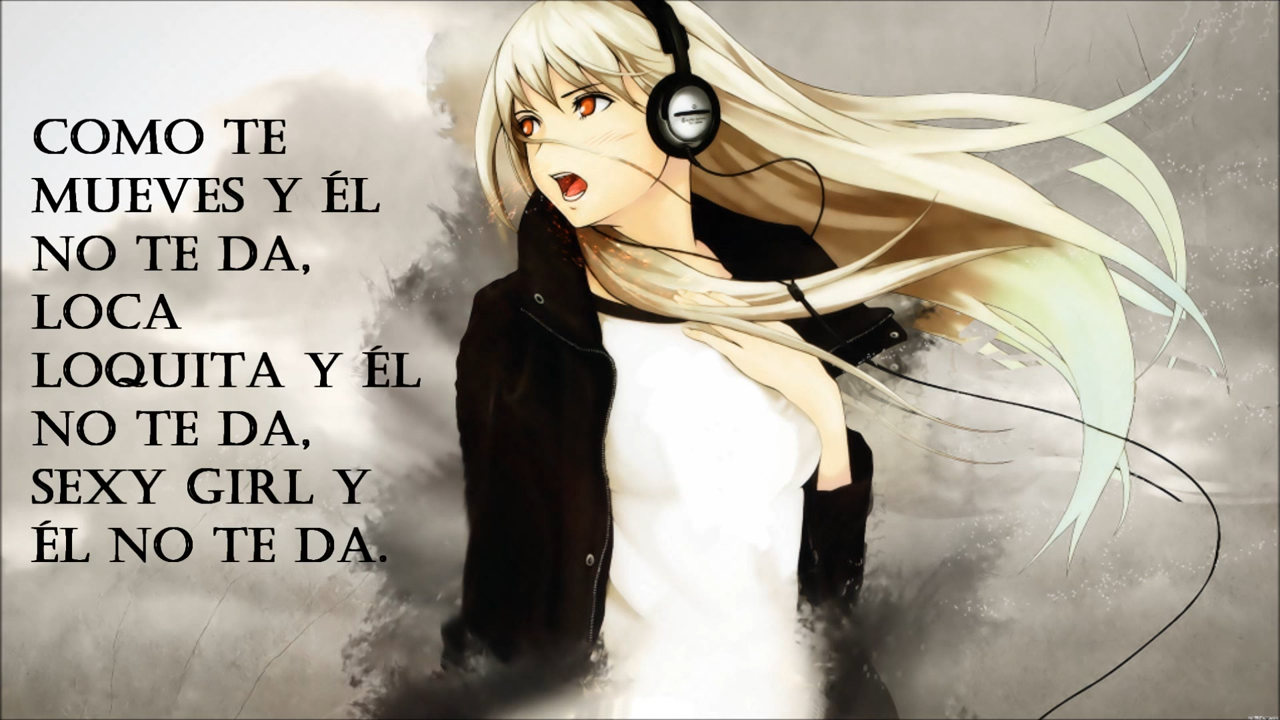 COMO TE
MUEVES Y ÉL
NO TE DA,
LOCA
LOQUITA Y ÉL
NO TE DA,
SEXY GIRL Y
ÉL NO TE DA.